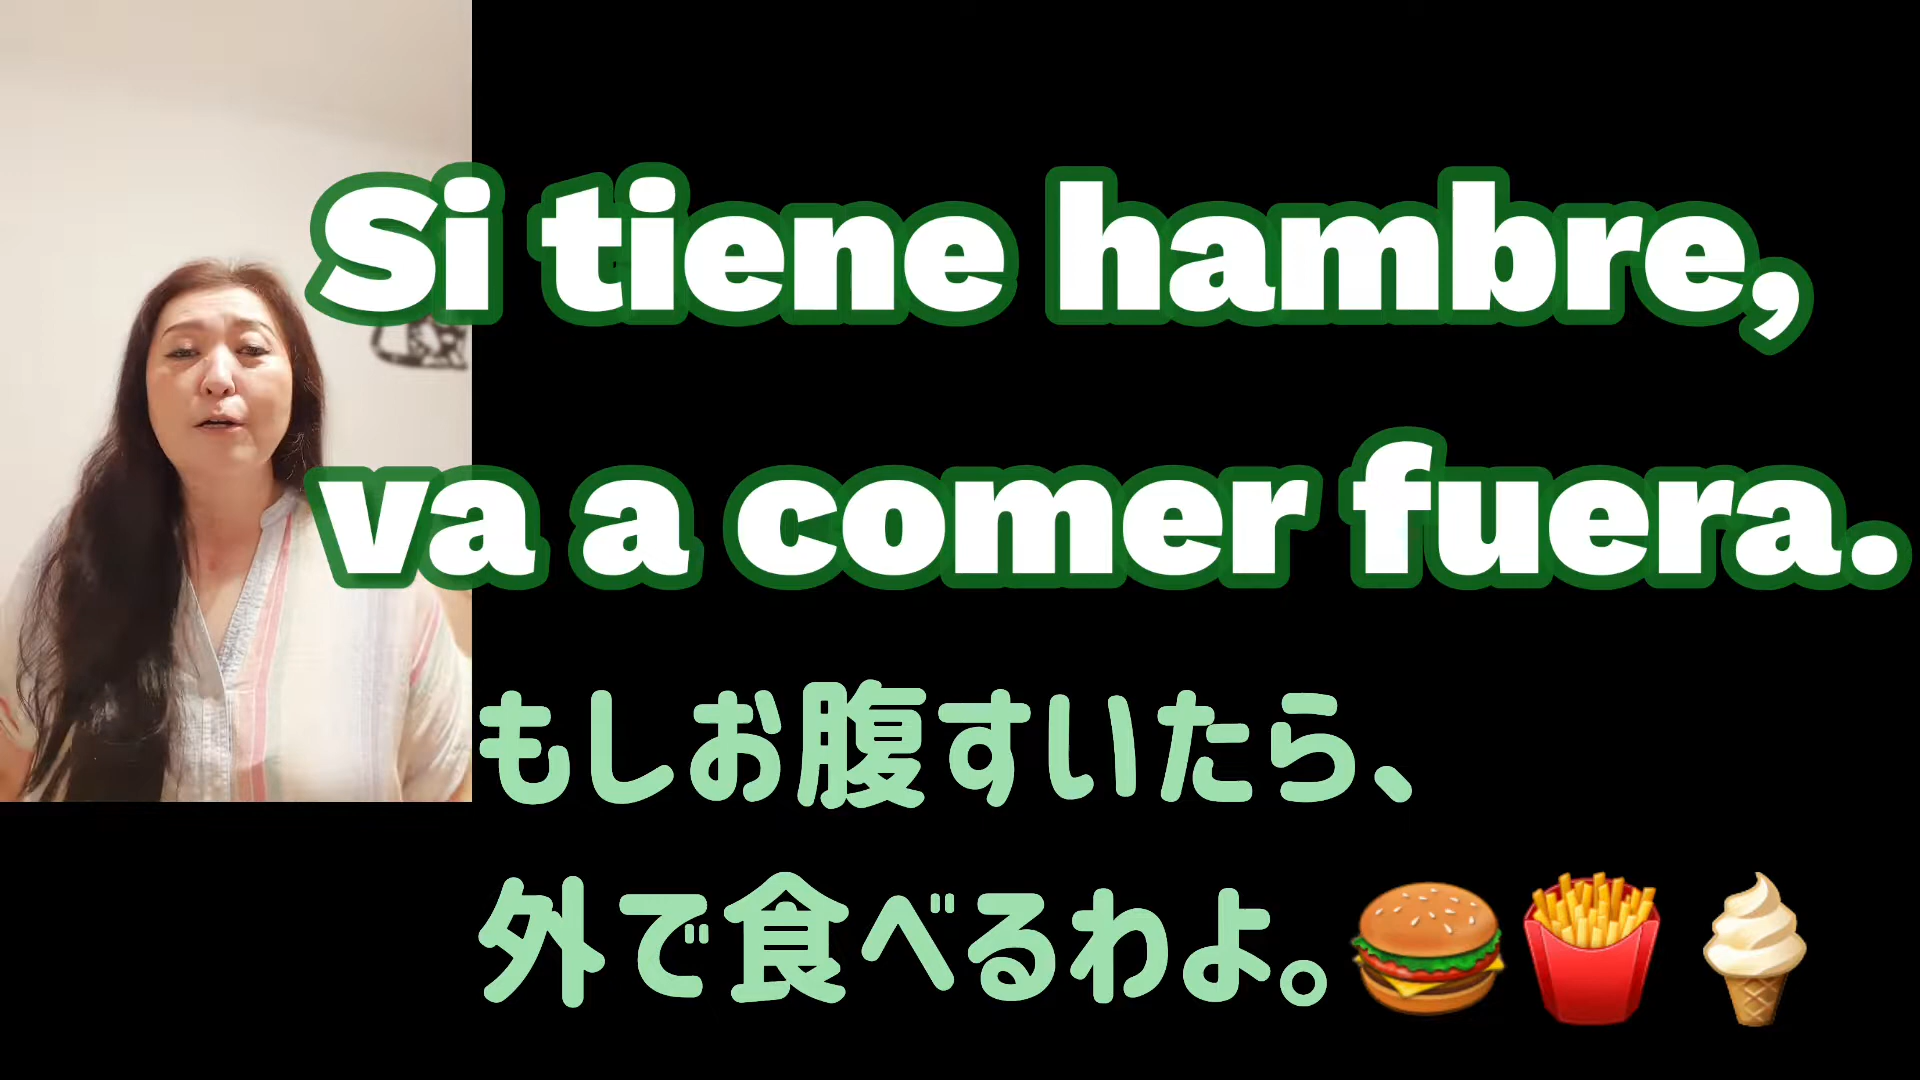 Si tiene hambre,
va a comer fuera.
もしお腹すいたら、
外で食べるわよ。